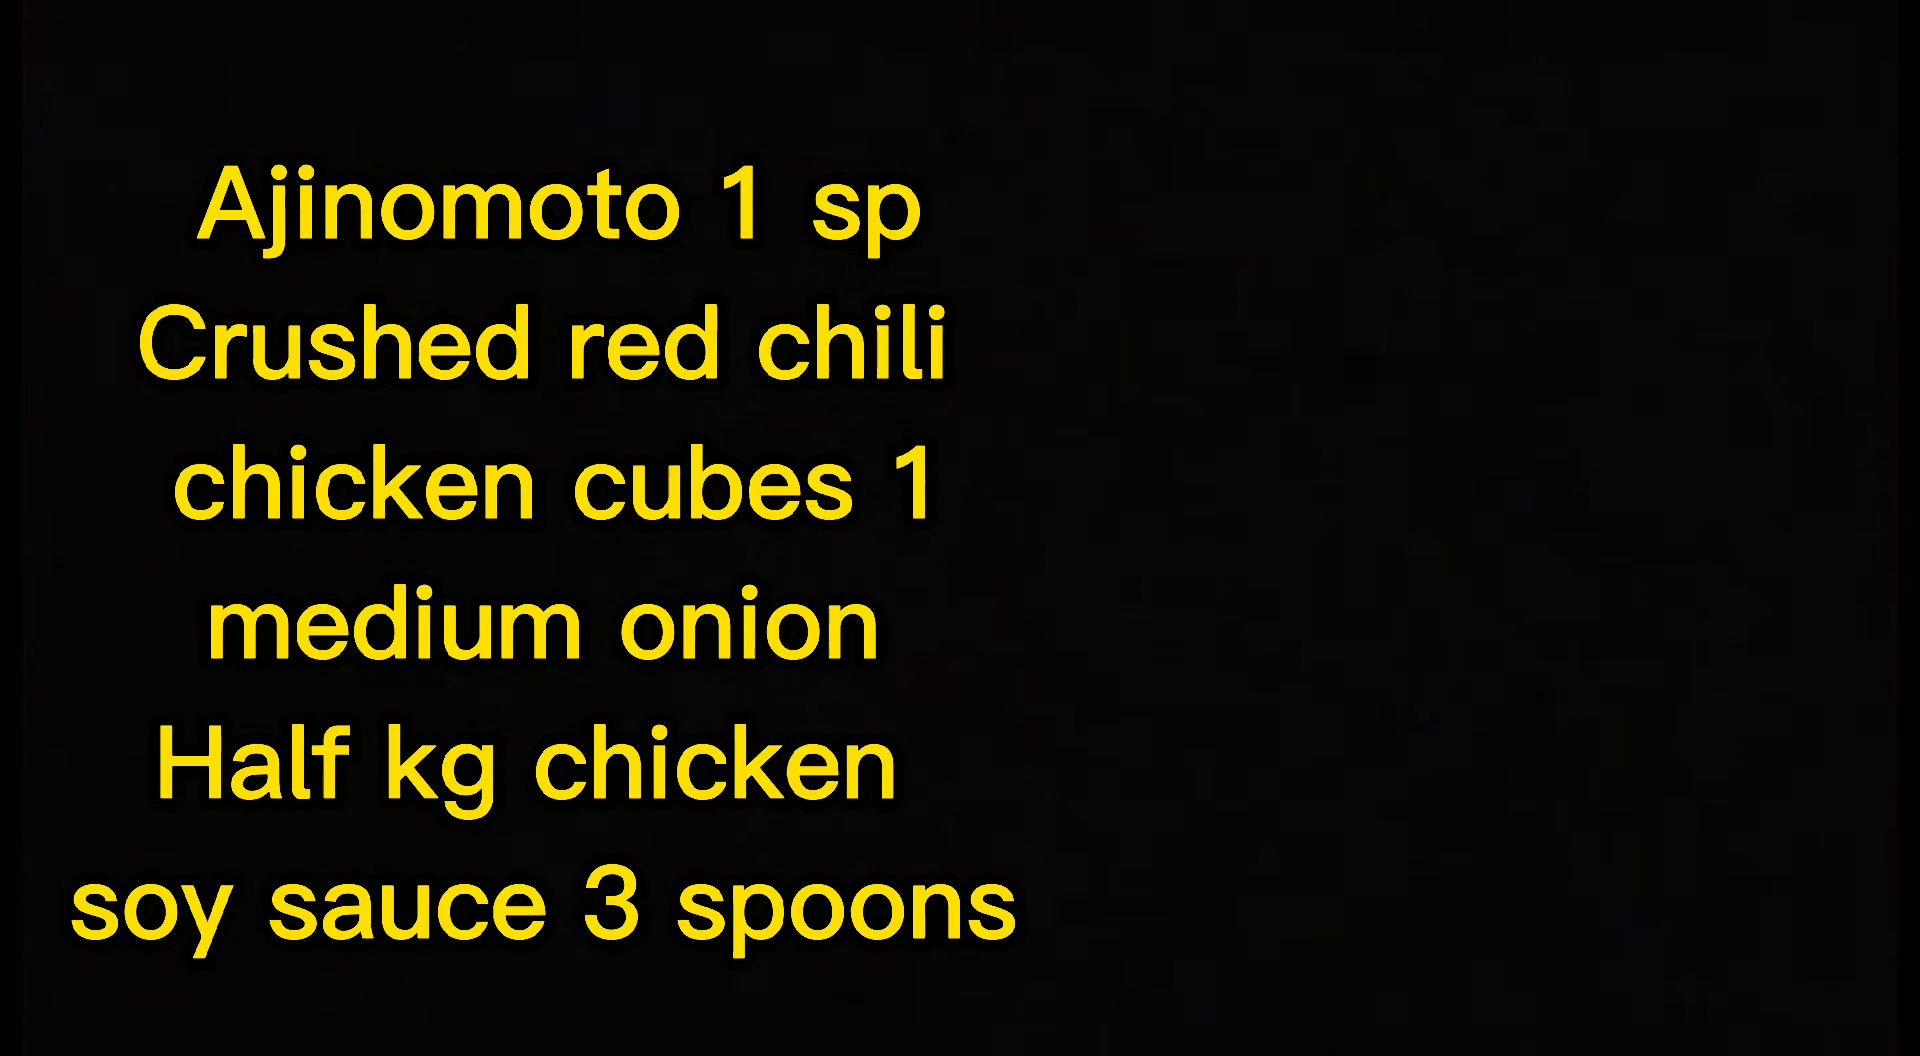 Ajinomoto 1 sp
Crushed red chili
chicken cubes 1
medium onion
Half kg chicken
soy sauce 3 spoons